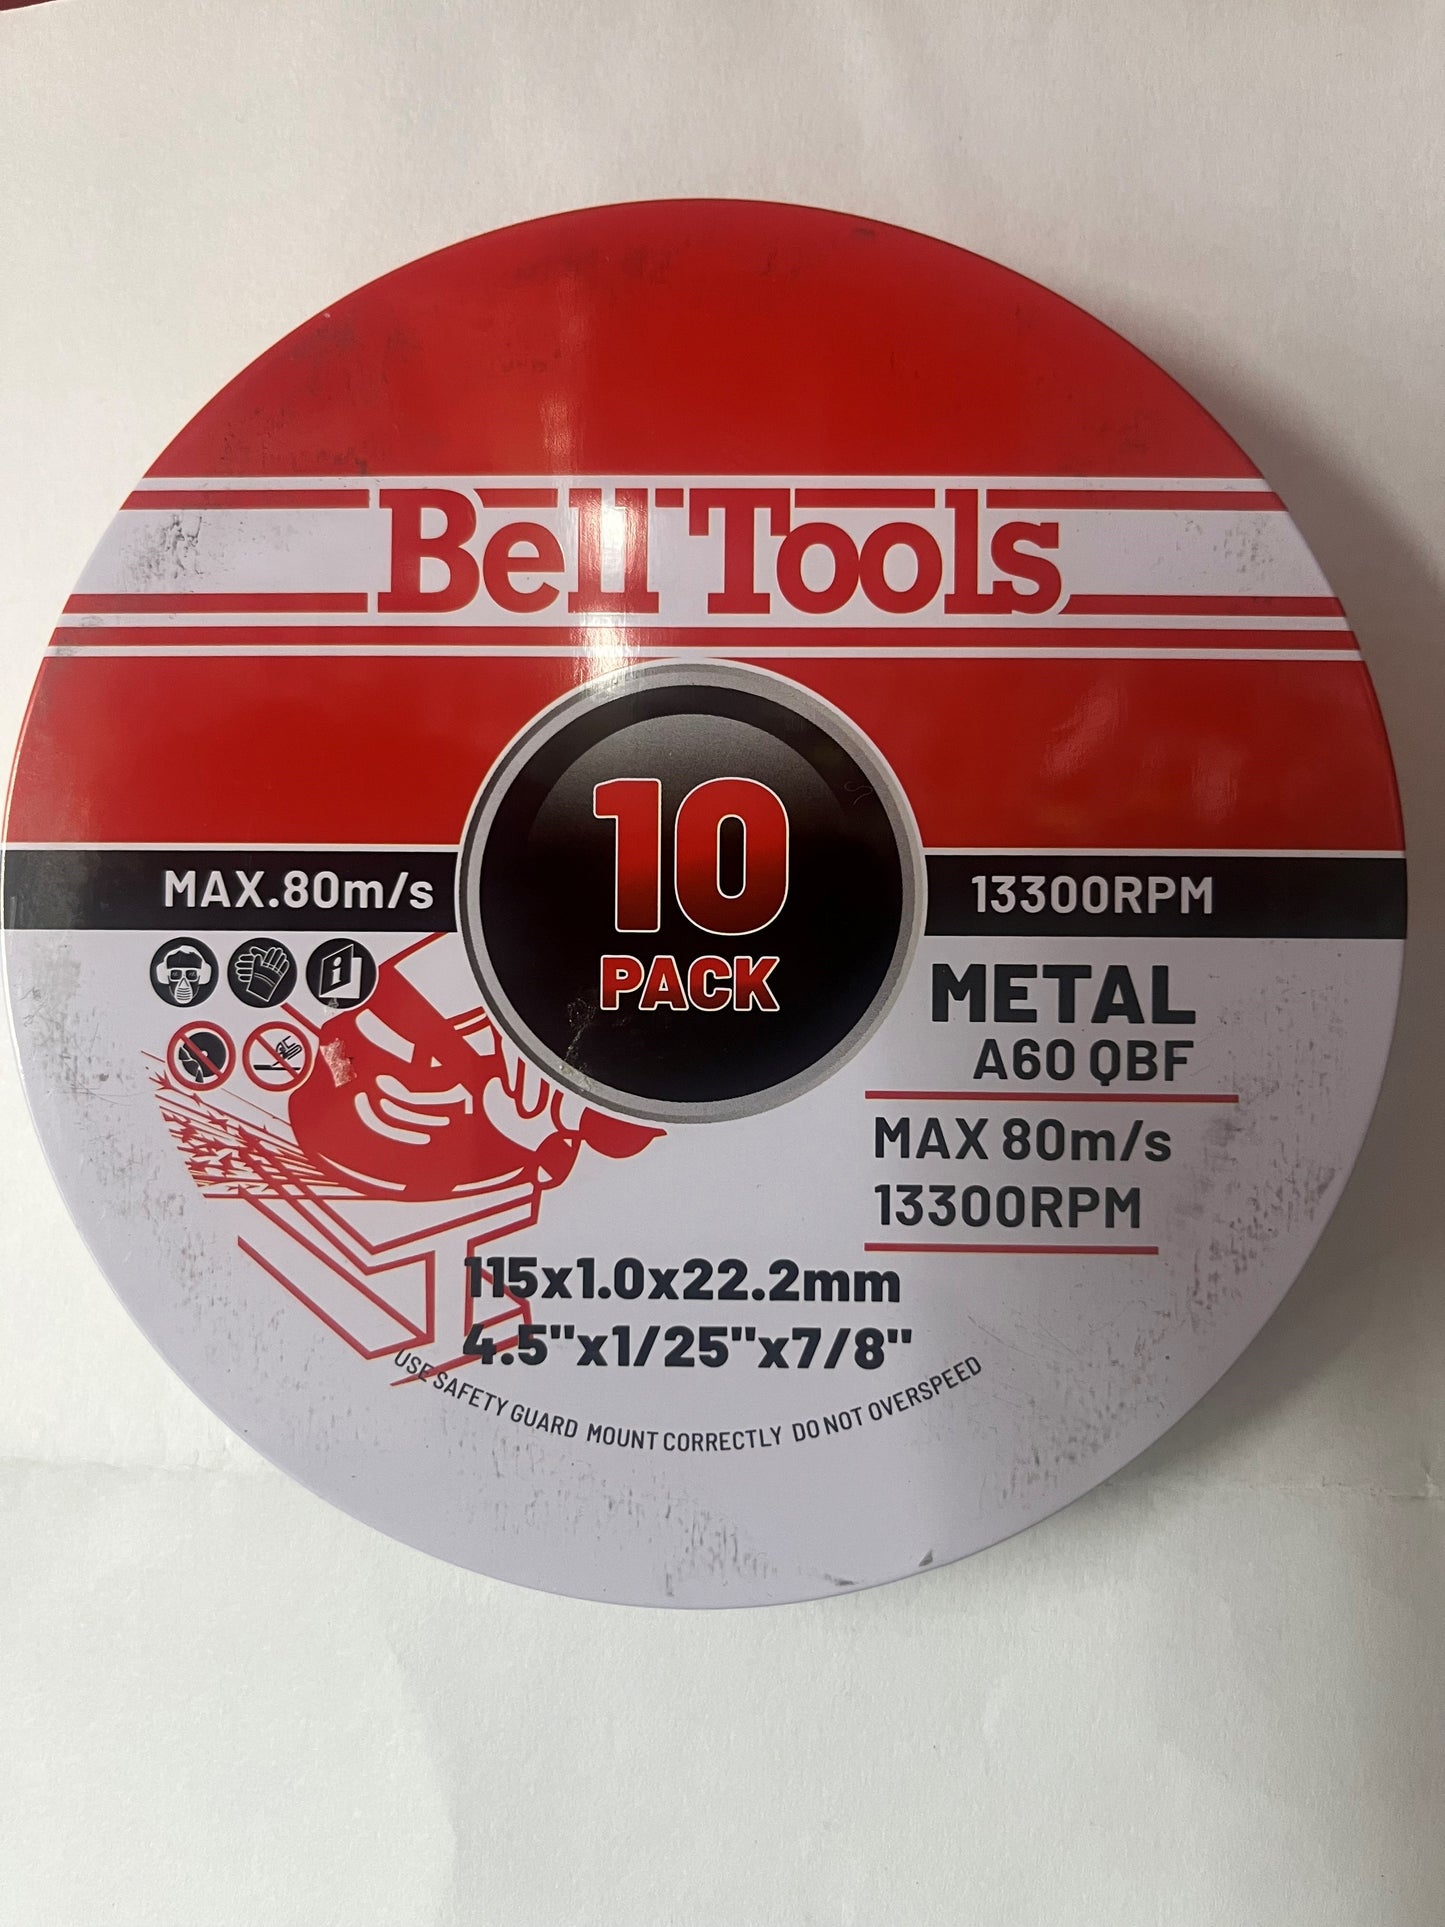 Bell Tools
10
PACK
MAX.80m/s
13300RPM
METAL
A60 QBF
MAX 80m/s
13300RPM
115x1.0x22.2mm
4.5"x1/25"x7/8"
USE SAFETY GUARD MOUNT CORRECTLY DO NOT OVERSPEED